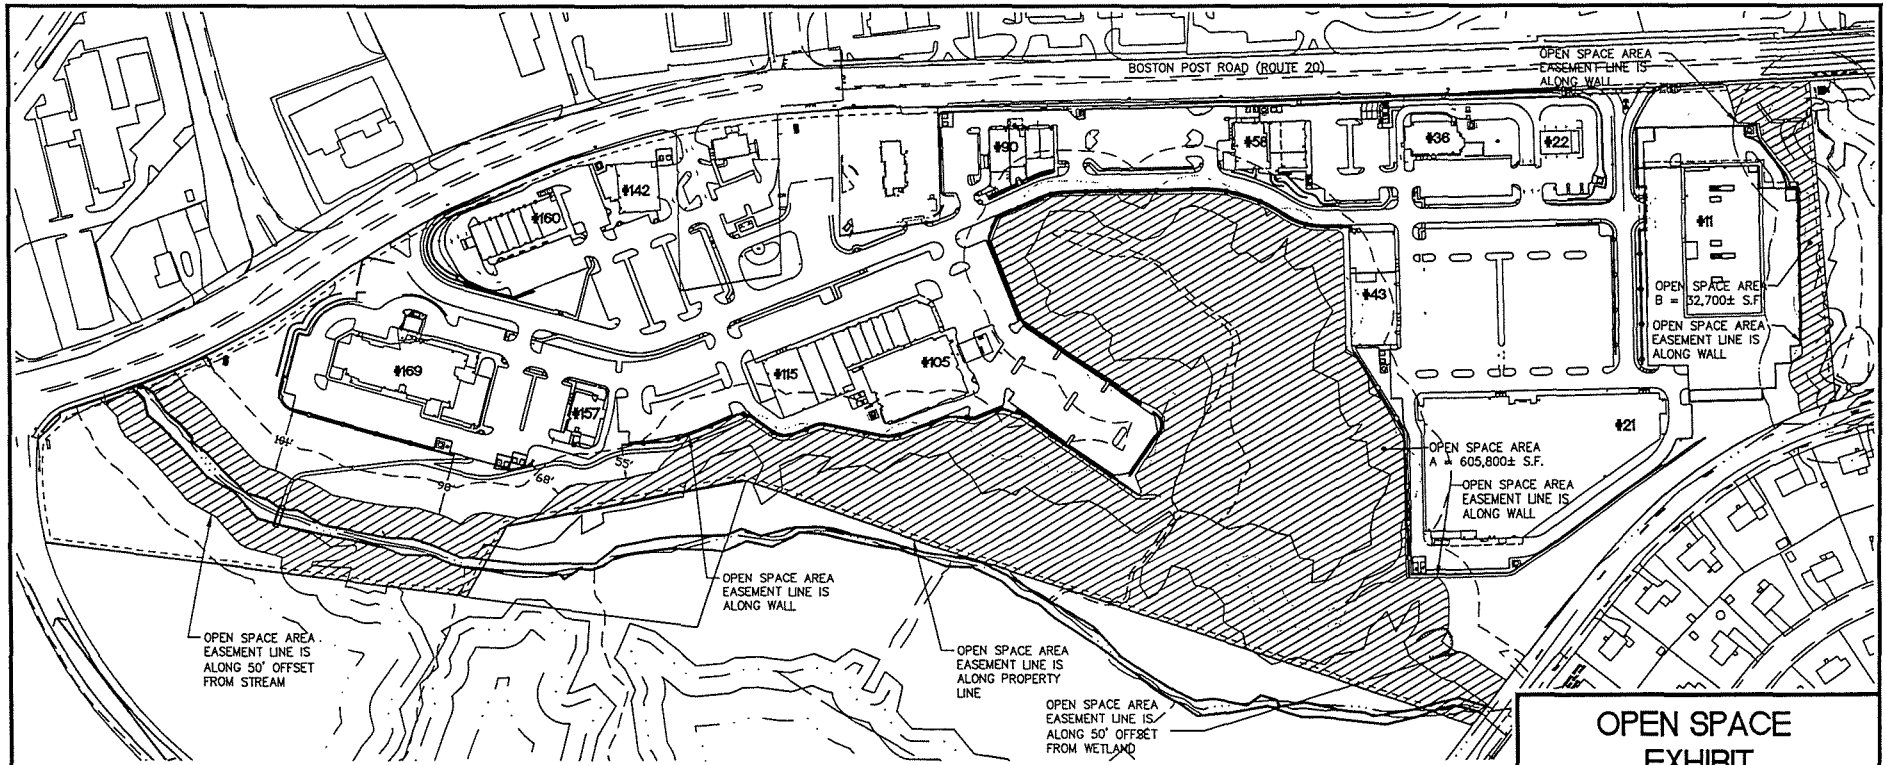 BOSTON POST ROAD (ROUTE 20)
OPEN SPACE AREA
EASEMENT LINE IS
ALONG WALL
#90
#58
#36
#22
#142
#160
#11
#43
OPEN SPACE AREA
B = 32,700± S.F.
OPEN SPACE AREA
EASEMENT LINE IS
ALONG WALL
#169
#157
#115
#105
#21
98'
68'
55'
OPEN SPACE AREA
A = 605,800± S.F.
OPEN SPACE AREA
EASEMENT LINE IS
ALONG WALL
OPEN SPACE AREA
EASEMENT LINE IS
ALONG WALL
OPEN SPACE AREA
EASEMENT LINE IS
ALONG 50' OFFSET
FROM STREAM
OPEN SPACE AREA
EASEMENT LINE IS
ALONG PROPERTY
LINE
OPEN SPACE AREA
EASEMENT LINE IS
ALONG 50' OFFSET
FROM WETLAND
OPEN SPACE
EXHIBIT